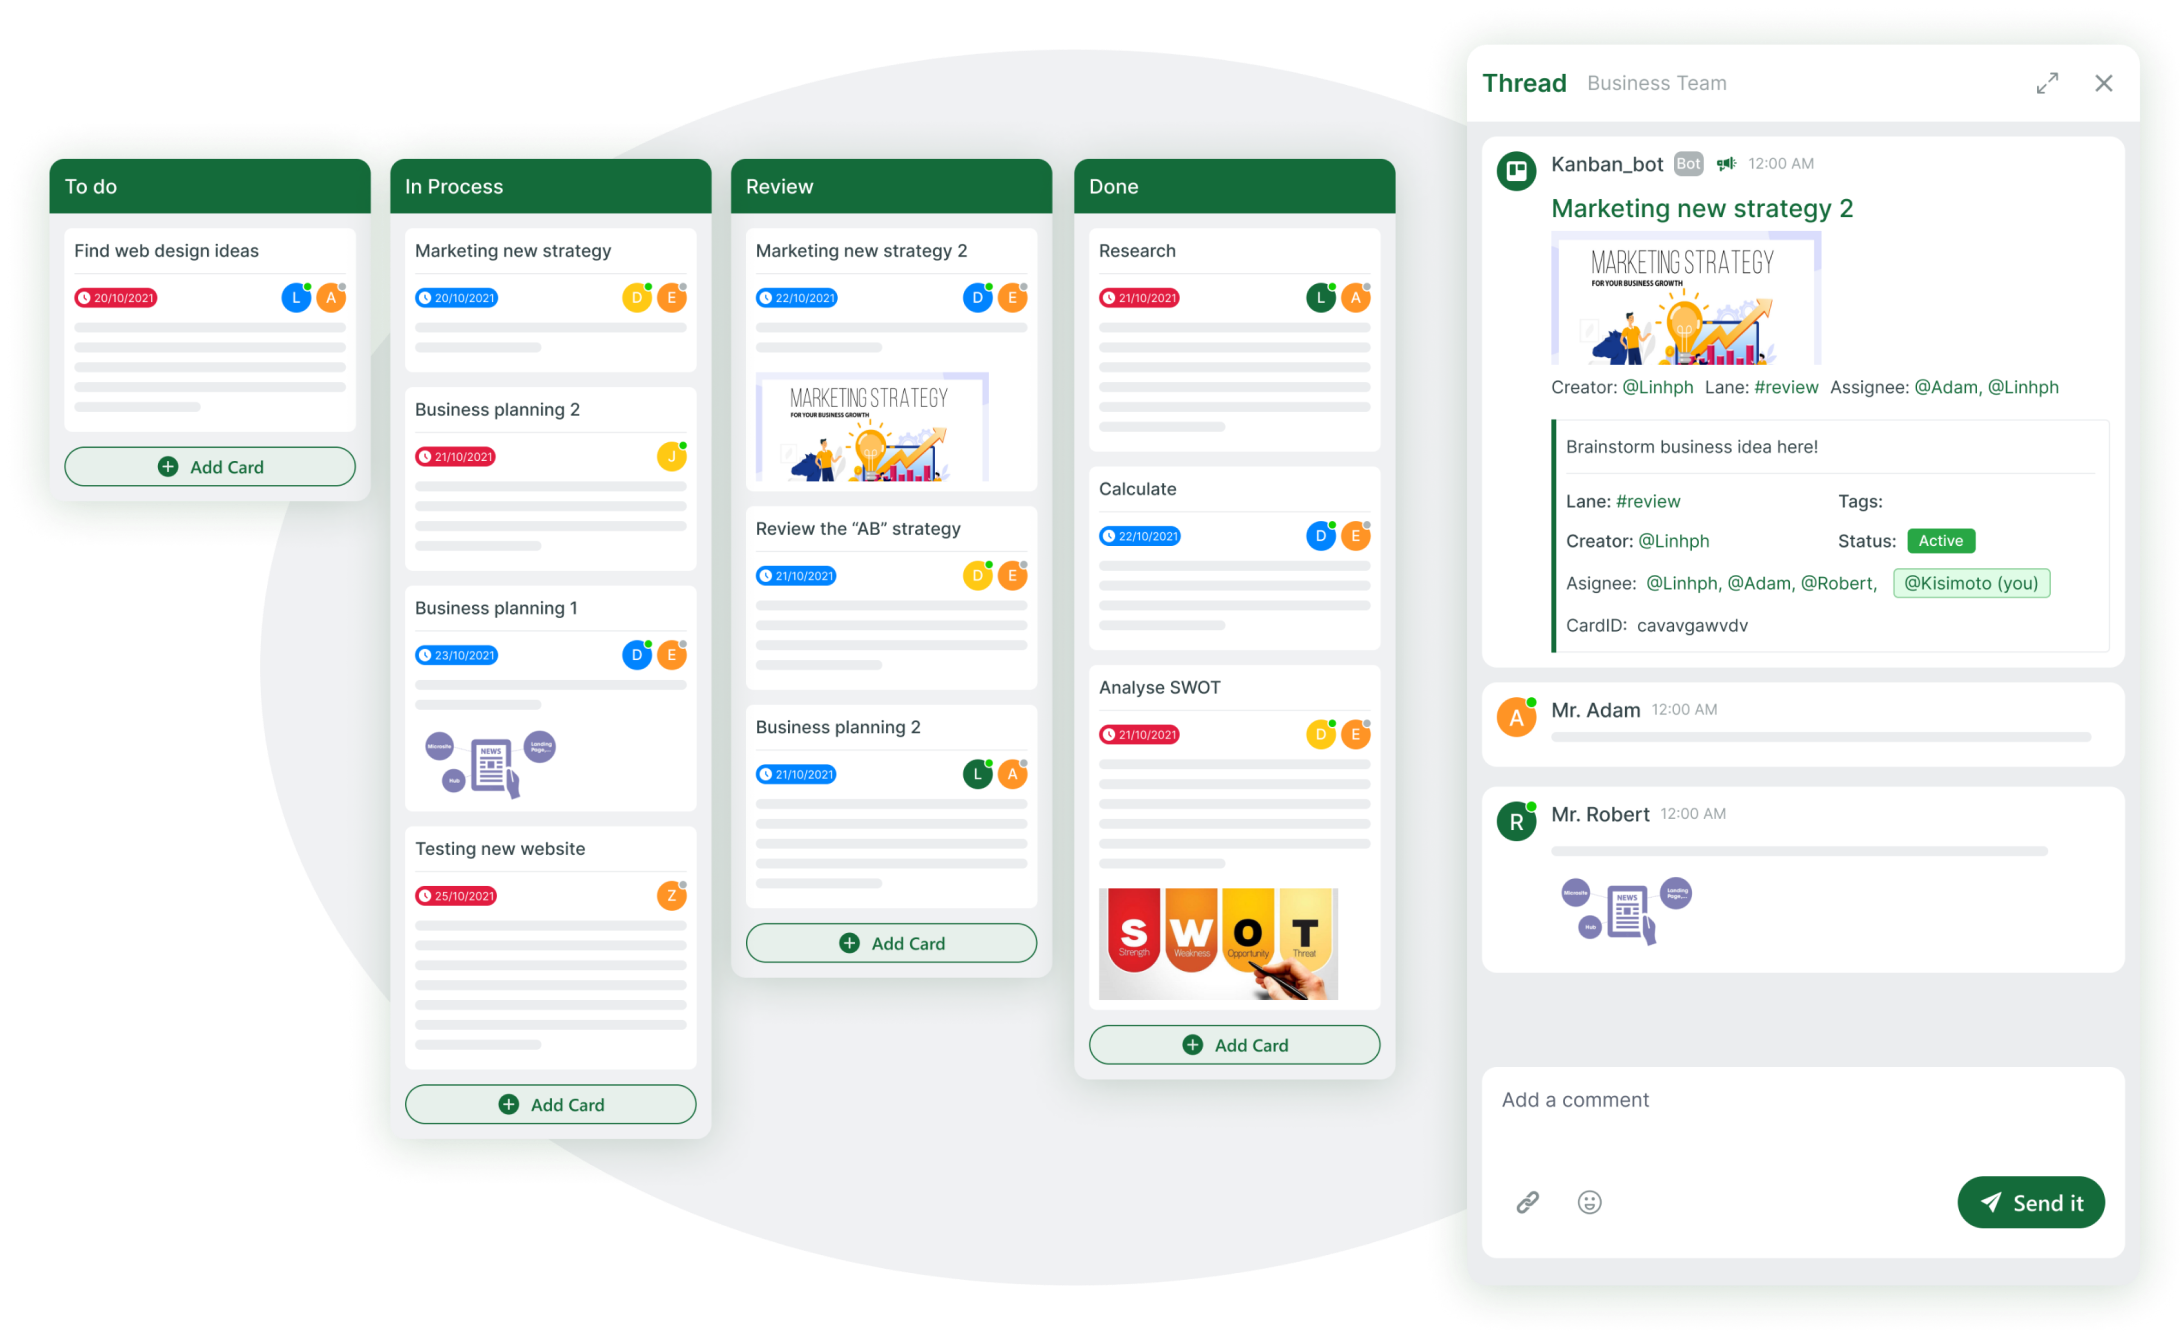 To do
Find web design ideas
20/10/2021
L
A
Add Card
In Process
Marketing new strategy
20/10/2021
D
E
Business planning 2
21/10/2021
J
Business planning 1
23/10/2021
D
E
Microsite
NEWS
Landing
Page,...
Hub
Testing new website
25/10/2021
Z
Add Card
Review
Marketing new strategy 2
22/10/2021
D
E
MARKETING STRATEGY
FOR YOUR BUSINESS GROWTH
Review the “AB” strategy
21/10/2021
D
E
Business planning 2
21/10/2021
L
A
Add Card
Done
Research
21/10/2021
L
A
Calculate
22/10/2021
D
E
Analyse SWOT
21/10/2021
D
E
S W O T
Strength Weakness Opportunity Threat
Add Card
Thread Business Team
Kanban_bot Bot 12:00 AM
Marketing new strategy 2
MARKETING STRATEGY
FOR YOUR BUSINESS GROWTH
Creator: @Linhph Lane: #review Assignee: @Adam, @Linhph
Brainstorm business idea here!
Lane: #review Tags:
Creator: @Linhph Status: Active
Asignee: @Linhph, @Adam, @Robert, @Kisimoto (you)
CardID: cavavgawvdv
A
Mr. Adam 12:00 AM
R
Mr. Robert 12:00 AM
Microsite
NEWS
Landing
Page,...
Hub
Add a comment
Send it